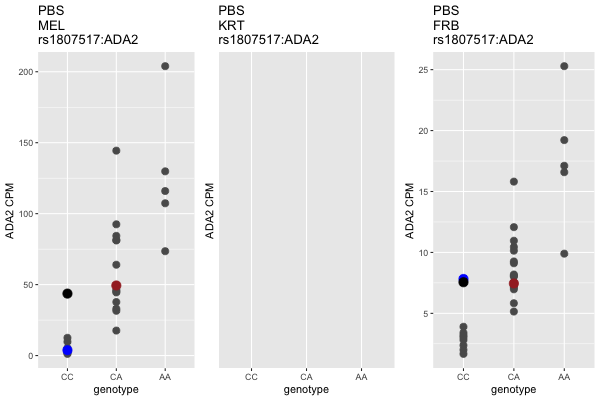 PBS
MEL
rs1807517:ADA2
ADA2 CPM
200
150
100
50
0
CC CA AA
genotype
PBS
KRT
rs1807517:ADA2
ADA2 CPM
CC CA AA
genotype
PBS
FRB
rs1807517:ADA2
ADA2 CPM
25
20
15
10
5
CC CA AA
genotype